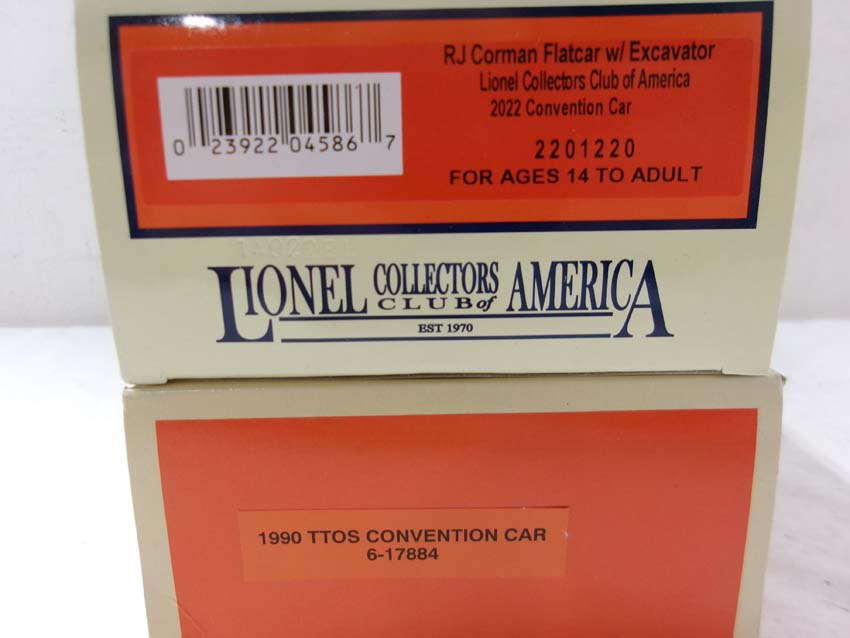 RJ Corman Flatcar w/ Excavator
Lionel Collectors Club of America
2022 Convention Car
0 23922 04586 7
2201220
FOR AGES 14 TO ADULT
LIONEL COLLECTORS CLUB of AMERICA
EST 1970
1990 TTOS CONVENTION CAR
6-17884